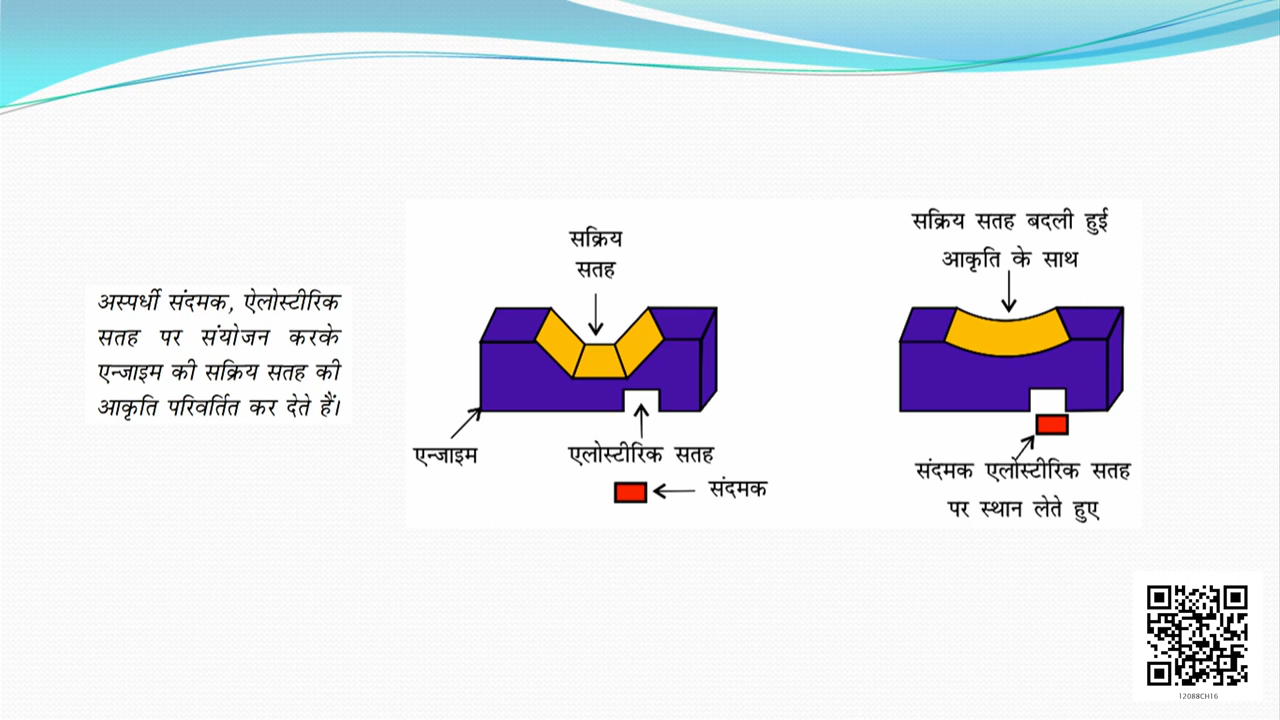 अस्पर्धी संदमक, ऐलोस्टीरिक
सतह पर संयोजन करके
एन्जाइम की सक्रिय सतह की
आकृति परिवर्तित कर देते हैं।
सक्रिय
सतह
एन्जाइम
एलोस्टीरिक सतह
संदमक
सक्रिय सतह बदली हुई
आकृति के साथ
संदमक एलोस्टीरिक सतह
पर स्थान लेते हुए
12088CH16